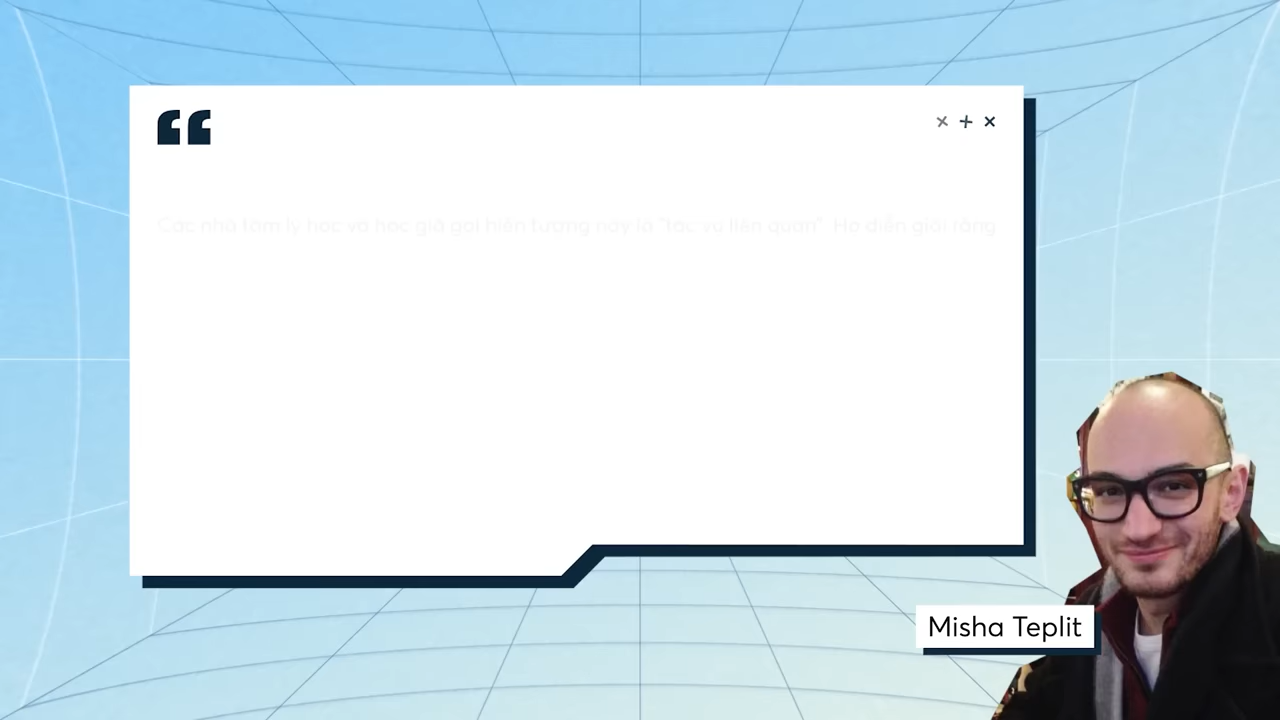 Các nhà tâm lý học và học giả gọi hiện tượng này là "tác vụ liên quan". Họ diễn giải rằng
Misha Teplit